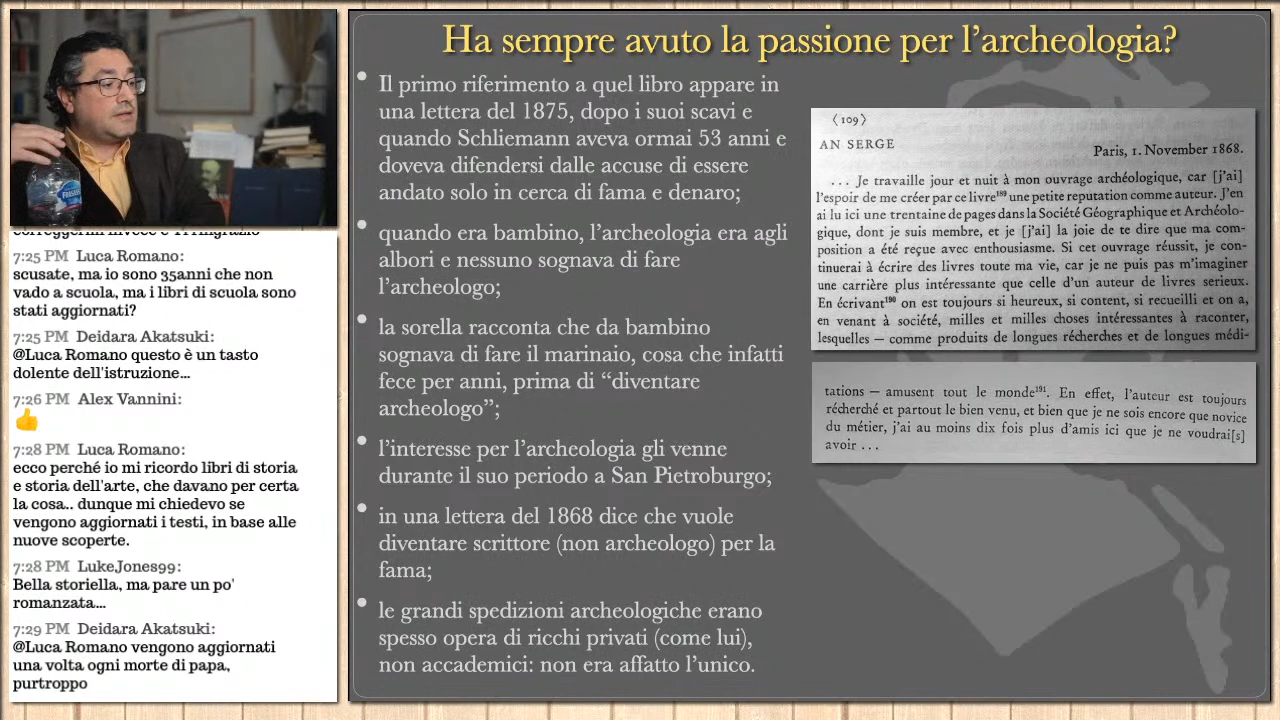 Ha sempre avuto la passione per l'archeologia?
Il primo riferimento a quel libro appare in
una lettera del 1875, dopo i suoi scavi e
quando Schliemann aveva ormai 53 anni e
doveva difendersi dalle accuse di essere
andato solo in cerca di fama e denaro;
quando era bambino, l'archeologia era agli
albori e nessuno sognava di fare
l'archeologo;
la sorella racconta che da bambino
sognava di fare il marinaio, cosa che infatti
fece per anni, prima di “diventare
archeologo”;
l'interesse per l'archeologia gli venne
durante il suo periodo a San Pietroburgo;
in una lettera del 1868 dice che vuole
diventare scrittore (non archeologo) per la
fama;
le grandi spedizioni archeologiche erano
spesso opera di ricchi privati (come lui),
non accademici: non era affatto l'unico.
⟨109⟩
AN SERGE
Paris, 1. November 1868.
... Je travaille jour et nuit à mon ouvrage archéologique, car [j'ai]
l'espoir de me créer par ce livre¹⁸⁹ une petite reputation comme auteur. J'en
ai lu ici une trentaine de pages dans la Société Géographique et Archéolo-
gique, dont je suis membre, et je [j'ai] la joie de te dire que ma com-
position a été reçue avec enthousiasme. Si cet ouvrage réussit, je con-
tinuerai à écrire des livres toute ma vie, car je ne puis pas m'imaginer
une carrière plus intéressante que celle d'un auteur de livres serieux.
En écrivant¹⁹⁰ on est toujours si heureux, si content, si recueilli et on a,
en venant à société, milles et milles choses intéressantes à raconter,
lesquelles — comme produits de longues récherches et de longues médi-
tations — amusent tout le monde¹⁹¹. En effet, l'auteur est toujours
récherché et partout le bien venu, et bien que je ne sois encore que novice
du métier, j'ai au moins dix fois plus d'amis ici que je ne voudrai[s]
avoir ...
7:25 PM Luca Romano:
scusate, ma io sono 35anni che non
vado a scuola, ma i libri di scuola sono
stati aggiornati?
7:25 PM Deidara Akatsuki:
@Luca Romano questo è un tasto
dolente dell'istruzione...
7:26 PM Alex Vannini:
👍
7:28 PM Luca Romano:
ecco perché io mi ricordo libri di storia
e storia dell'arte, che davano per certa
la cosa.. dunque mi chiedevo se
vengono aggiornati i testi, in base alle
nuove scoperte.
7:28 PM LukeJones99:
Bella storiella, ma pare un po'
romanzata...
7:29 PM Deidara Akatsuki:
@Luca Romano vengono aggiornati
una volta ogni morte di papa,
purtroppo